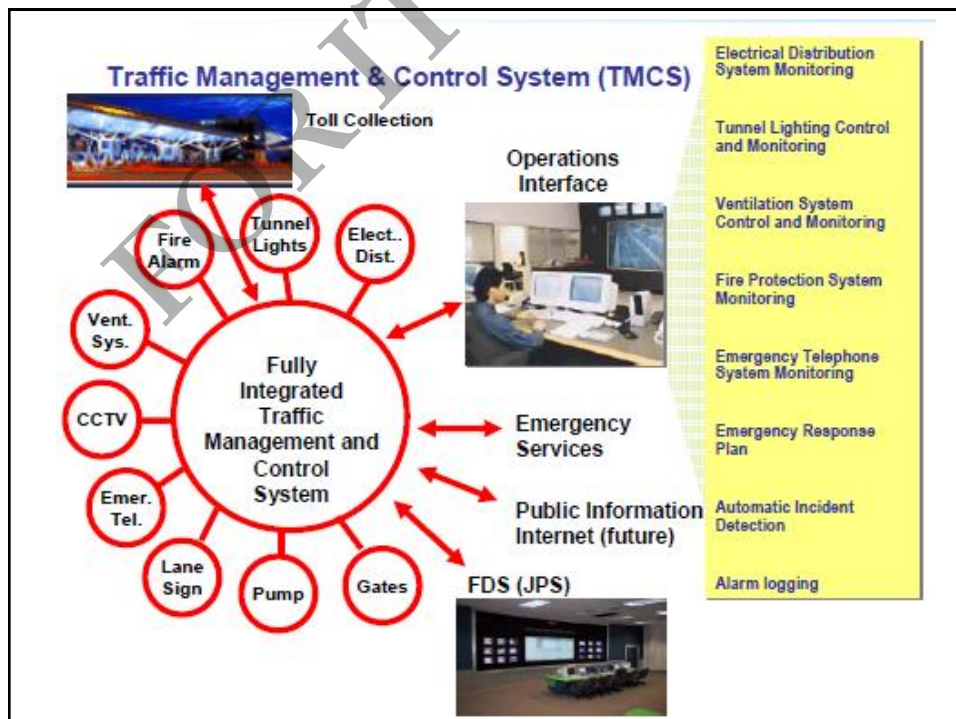 Traffic Management & Control System (TMCS)
Toll Collection
Operations
Interface
Fire
Alarm
Tunnel
Lights
Elect..
Dist.
Vent.
Sys.
CCTV
Emer.
Tel.
Lane
Sign
Pump
Gates
Fully
Integrated
Traffic
Management and
Control
System
Emergency
Services
Public Information
Internet (future)
FDS (JPS)
Electrical Distribution
System Monitoring
Tunnel Lighting Control
and Monitoring
Ventilation System
Control and Monitoring
Fire Protection System
Monitoring
Emergency Telephone
System Monitoring
Emergency Response
Plan
Automatic Incident
Detection
Alarm logging
FOR IT